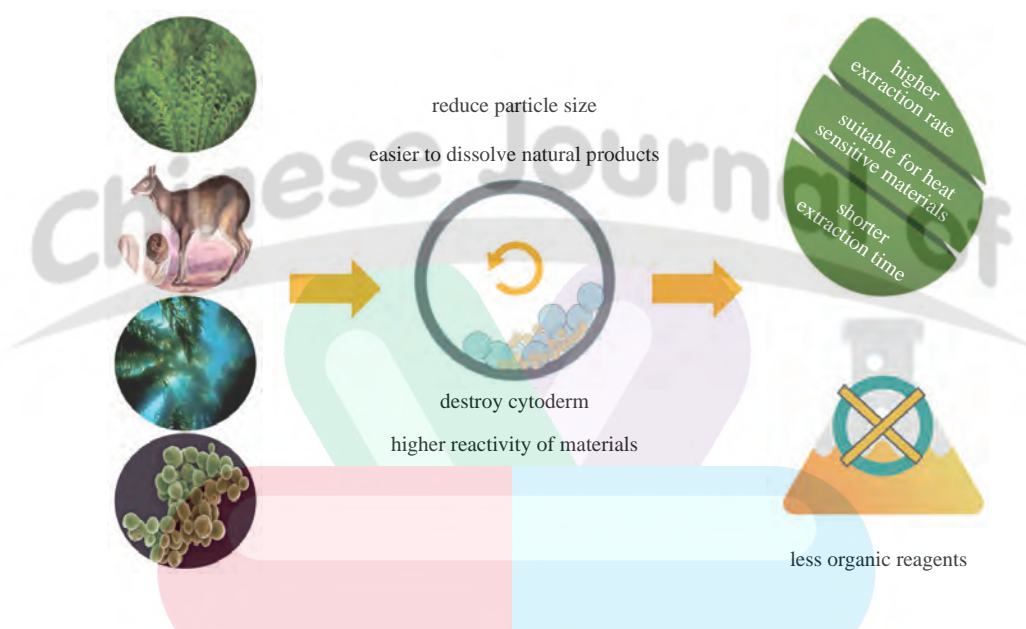 reduce particle size
easier to dissolve natural products
destroy cytoderm
higher reactivity of materials
higher
extraction rate
suitable for heat
sensitive materials
shorter
extraction time
less organic reagents
Chinese Journal of